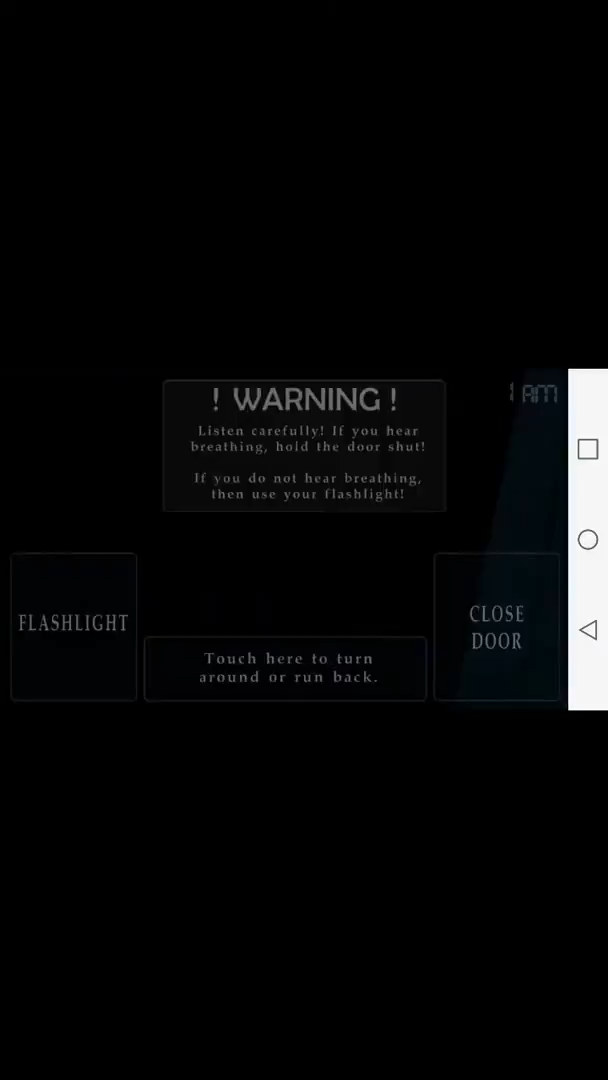 ! WARNING !
1 AM
Listen carefully! If you hear
breathing, hold the door shut!
If you do not hear breathing,
then use your flashlight!
FLASHLIGHT
CLOSE
DOOR
Touch here to turn
around or run back.